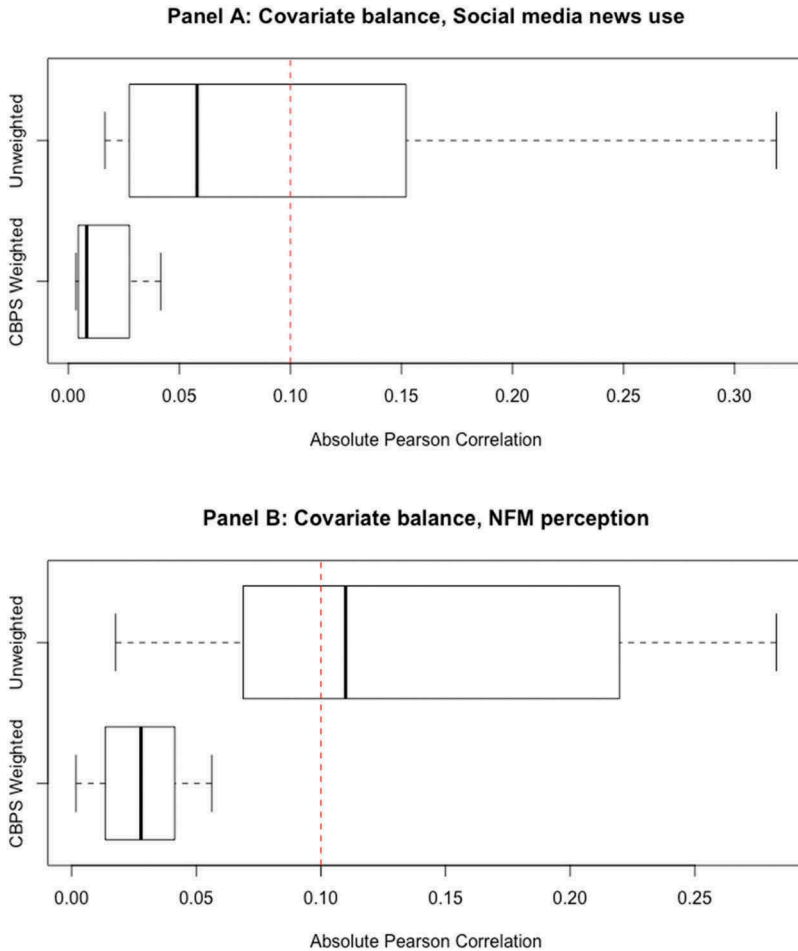 Panel A: Covariate balance, Social media news use
Unweighted
CBPS Weighted
0.00 0.05 0.10 0.15 0.20 0.25 0.30
Absolute Pearson Correlation
Panel B: Covariate balance, NFM perception
Unweighted
CBPS Weighted
0.00 0.05 0.10 0.15 0.20 0.25
Absolute Pearson Correlation